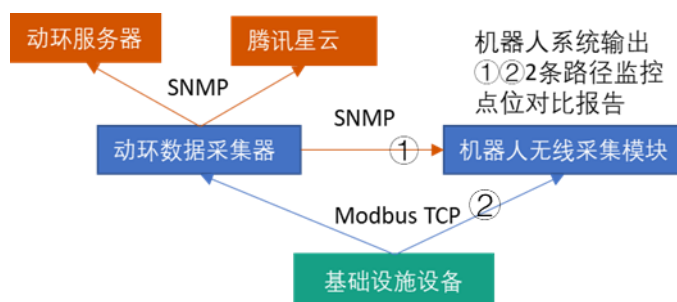 动环服务器
腾讯星云
机器人系统输出
①②2条路径监控
点位对比报告
SNMP
SNMP
动环数据采集器
①
机器人无线采集模块
Modbus TCP
②
基础设施设备